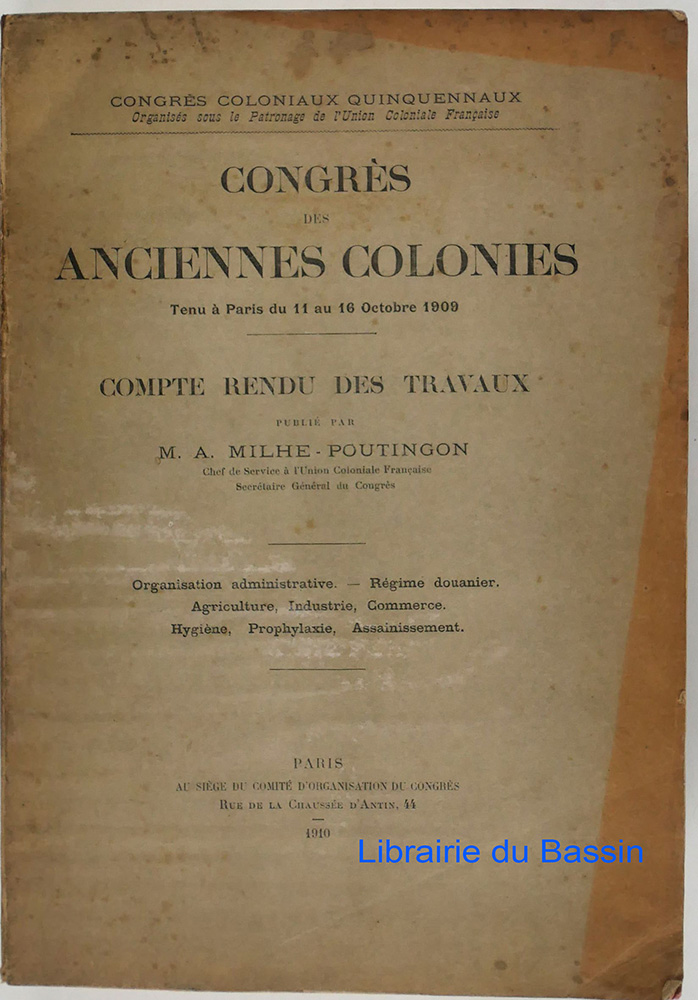 CONGRÈS COLONIAUX QUINQUENNAUX
Organisés sous le Patronage de l'Union Coloniale Française
CONGRÈS
DES
ANCIENNES COLONIES
Tenu à Paris du 11 au 16 Octobre 1909
COMPTE RENDU DES TRAVAUX
PUBLIÉ PAR
M. A. MILHE-POUTINGON
Chef de Service à l'Union Coloniale Française
Secrétaire Général du Congrès
Organisation administrative. — Régime douanier.
Agriculture, Industrie, Commerce.
Hygiène, Prophylaxie, Assainissement.
PARIS
AU SIÈGE DU COMITÉ D'ORGANISATION DU CONGRÈS
RUE DE LA CHAUSSÉE D'ANTIN, 44
1910
Librairie du Bassin